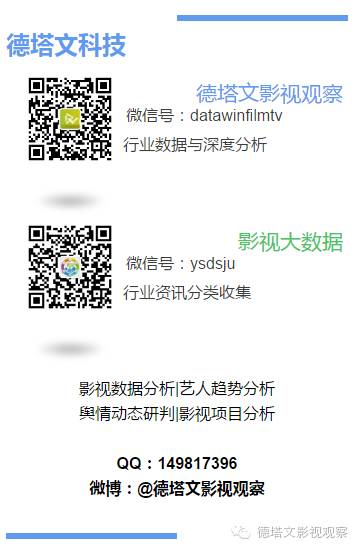 德塔文科技
德塔文影视观察
微信号：datawinfilmtv
行业数据与深度分析
影视大数据
微信号：ysdsju
行业资讯分类收集
影视数据分析|艺人趋势分析
舆情动态研判|影视项目分析
QQ：149817396
微博：@德塔文影视观察
德塔文影视观察